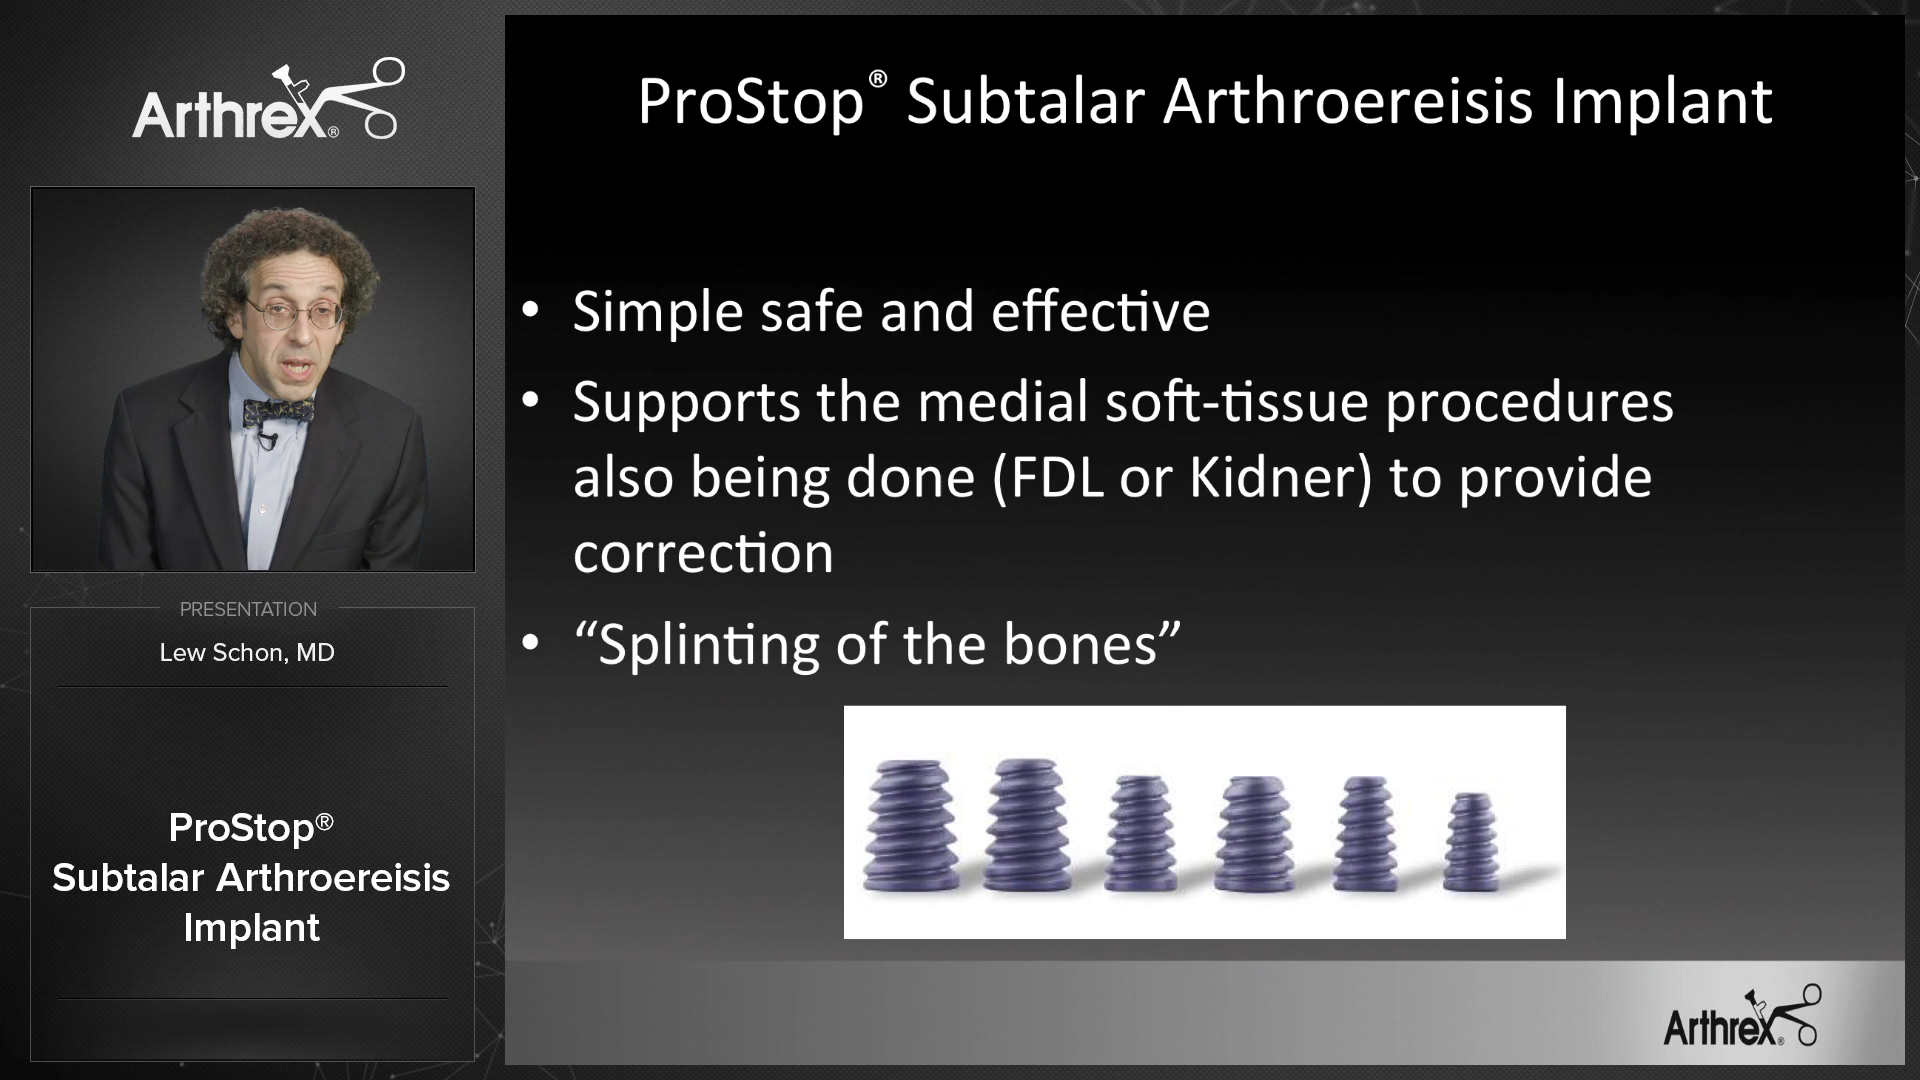 Arthrex®
PRESENTATION
Lew Schon, MD
ProStop®
Subtalar Arthroereisis
Implant
ProStop® Subtalar Arthroereisis Implant
• Simple safe and effective
• Supports the medial soft-tissue procedures
also being done (FDL or Kidner) to provide
correction
• “Splinting of the bones”
Arthrex®